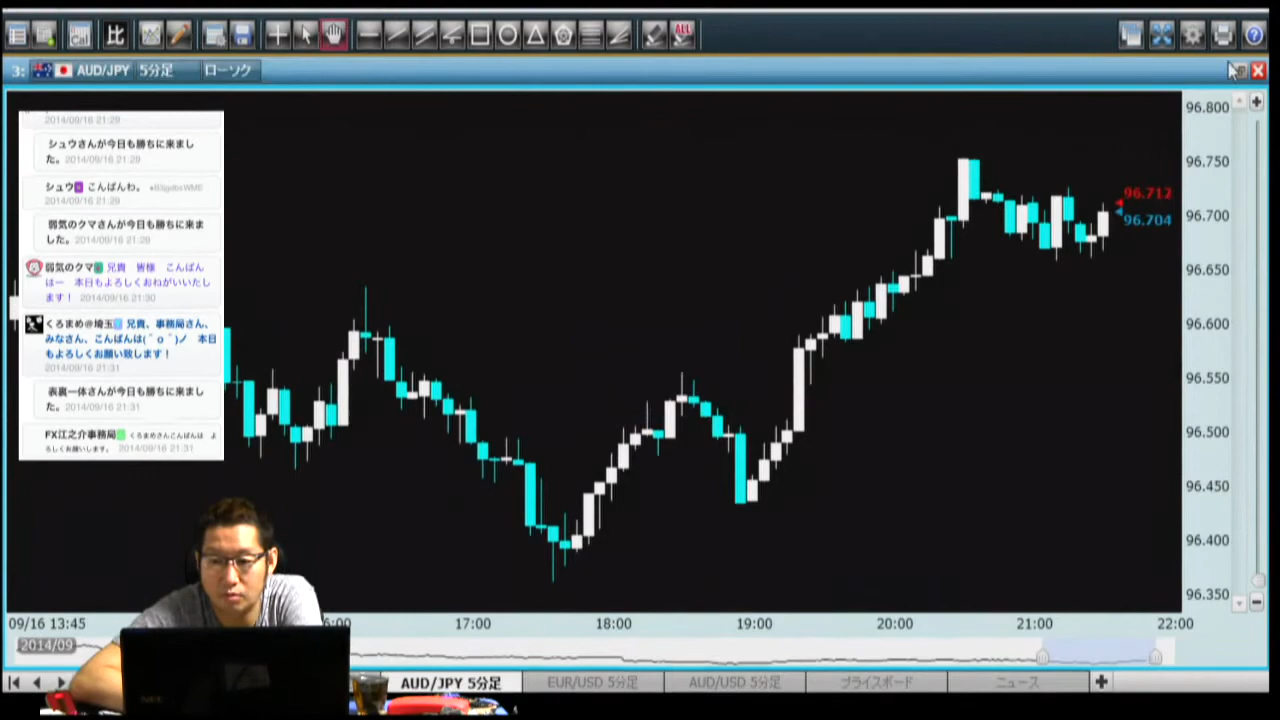 Cal 比 ALL
3: AUD/JPY 5分足 ローソク
2014/09/16 21:29
シュウさんが今日も勝ちに来まし
た。2014/09/16 21:29
シュウ こんばんわ。
2014/09/16 21:29
弱気のクマさんが今日も勝ちに来ま
した。2014/09/16 21:29
弱気のクマ 兄貴 皆様 こんばん
はー 本日もよろしくおねがいいたし
ます！ 2014/09/16 21:30
くろまめ@埼玉 兄貴、事務局さん、
みなさん、こんばんは(＾o＾)ノ 本日
もよろしくお願い致します！
2014/09/16 21:31
表裏一体さんが今日も勝ちに来まし
た。2014/09/16 21:31
FX江之介事務局 くろまめさんこんばんは よ
ろしくお願いします。 2014/09/16 21:31
96.800
96.750
96.712
96.700
96.704
96.650
96.600
96.550
96.500
96.450
96.400
96.350
09/16 13:45 17:00 18:00 19:00 20:00 21:00 22:00
2014/09
AUD/JPY 5分足 EUR/USD 5分足 AUD/USD 5分足 プライスボード ニュース
NEC